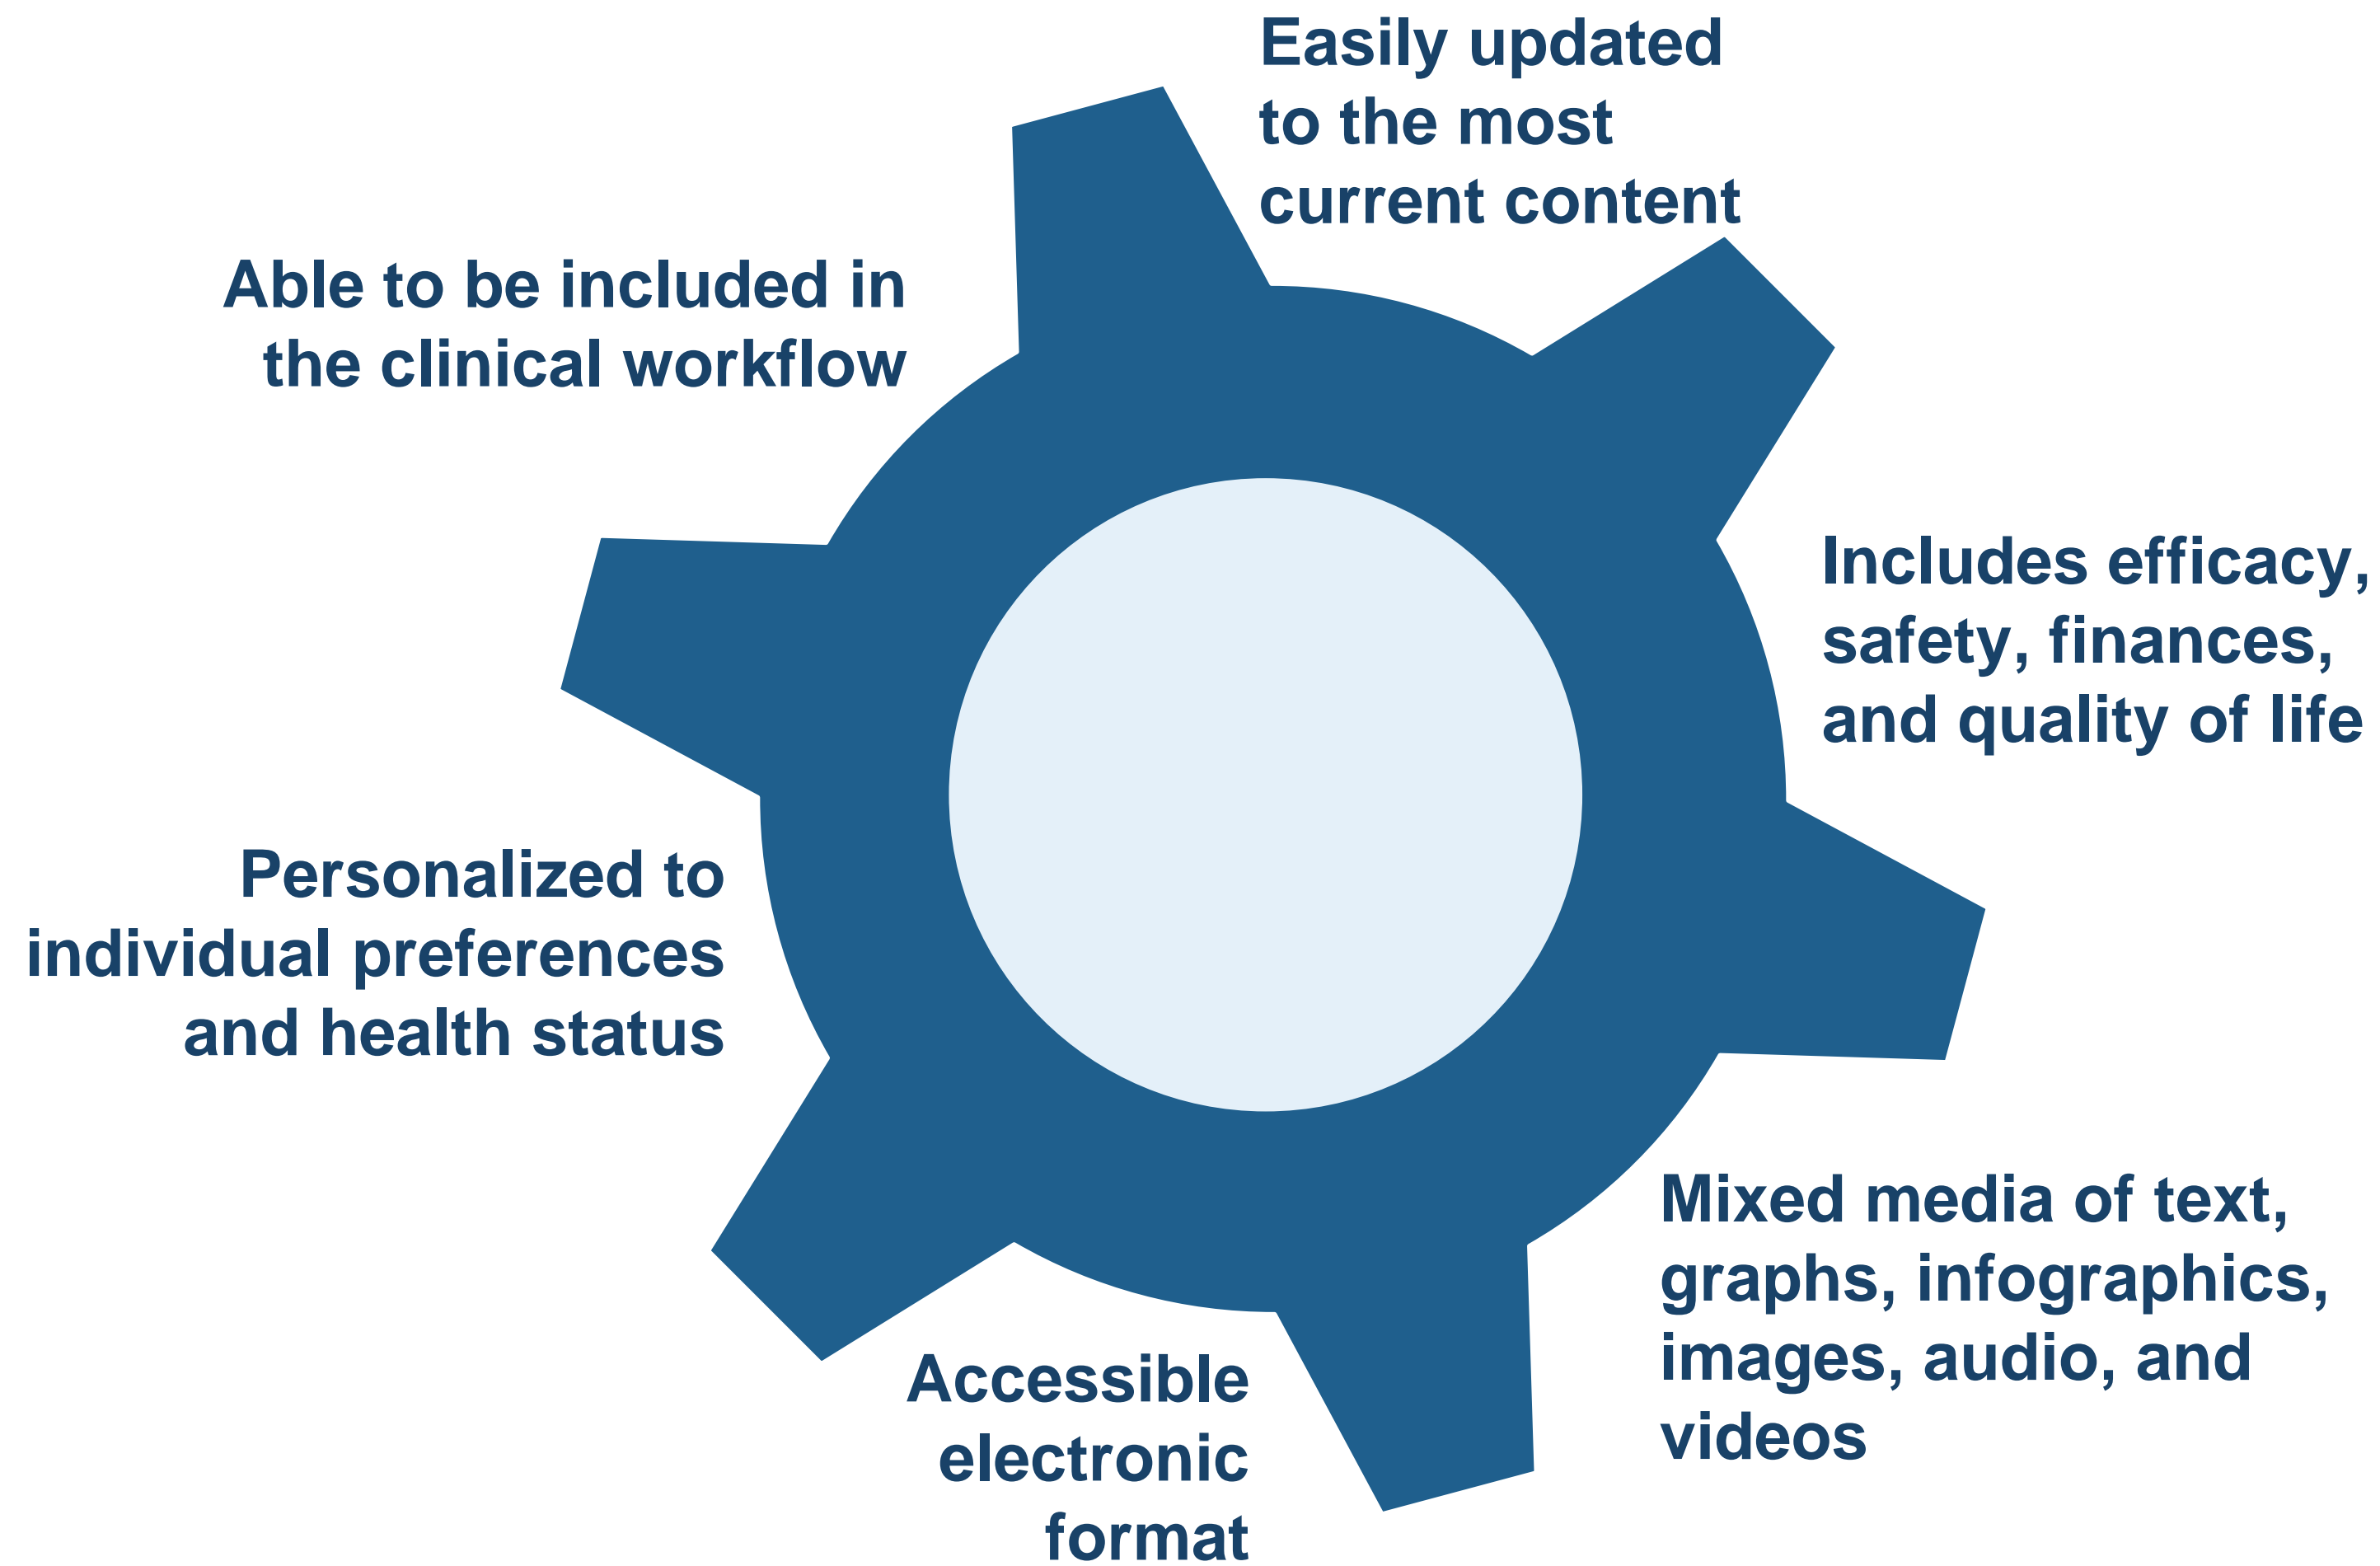 Easily updated
to the most
current content
Able to be included in
the clinical workflow
Includes efficacy,
safety, finances,
and quality of life
Personalized to
individual preferences
and health status
Mixed media of text,
graphs, infographics,
images, audio, and
videos
Accessible
electronic
format